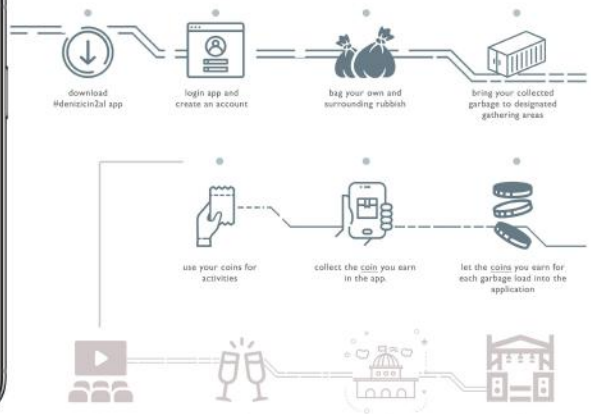 download
#denizicin2al app
login app and
create an account
bag your own and
surrounding rubbish
bring your collected
garbage to designated
gathering areas
use your coins for
activities
collect the coin you earn
in the app.
let the coins you earn for
each garbage load into the
application